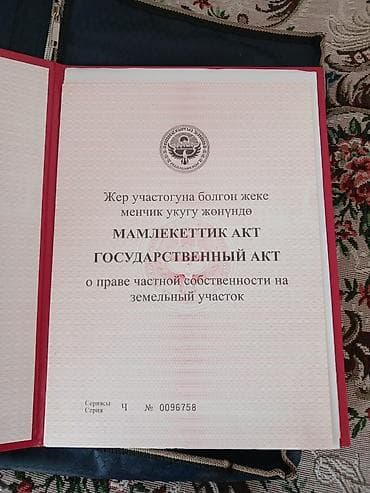 Жер участогуна болгон жеке
менчик укугу жөнүндө
МАМЛЕКЕТТИК АКТ
ГОСУДАРСТВЕННЫЙ АКТ
о праве частной собственности на
земельный участок
Сериясы
Серия Ч № 0096758